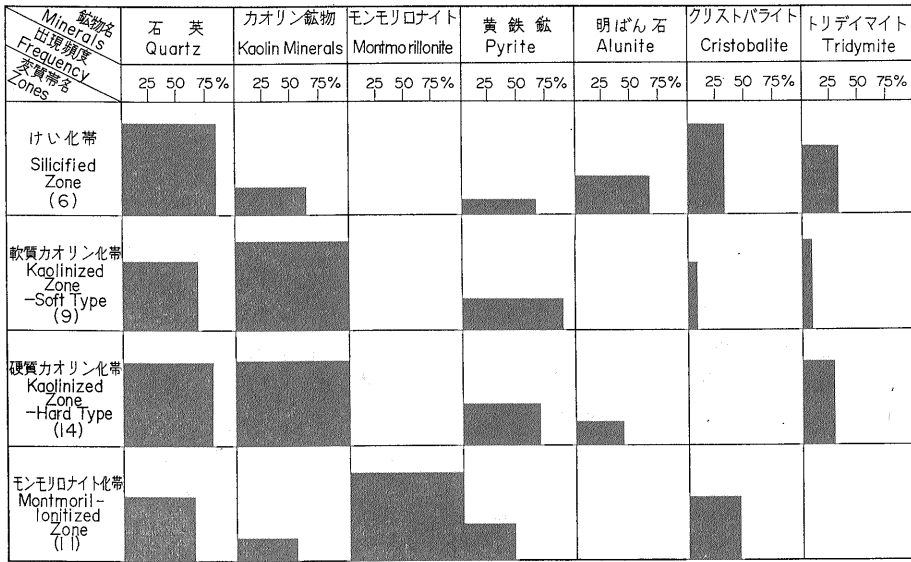 鉱物名
Minerals
出現頻度
Frequency
変質帯名
Zones
石英
Quartz
カオリン鉱物
Kaolin Minerals
モンモリロナイト
Montmorillonite
黄鉄鉱
Pyrite
明ばん石
Alunite
クリストバライト
Cristobalite
トリデイマイト
Tridymite
25 50 75%
25 50 75%
25 50 75%
25 50 75%
25 50 75%
25 50 75%
25 50 75%
けい化帯
Silicified
Zone
(6)
軟質カオリン化帯
Kaolinized
Zone
-Soft Type
(9)
硬質カオリン化帯
Kaolinized
Zone
-Hard Type
(14)
モンモリロナイト化帯
Montmoril-
lonitized
Zone
(11)